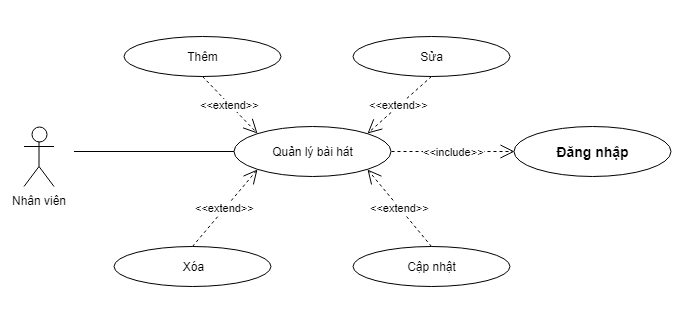 Thêm
Sửa
<<extend>>
<<extend>>
Quản lý bài hát
<<include>>
Đăng nhập
Nhân viên
<<extend>>
<<extend>>
Xóa
Cập nhật